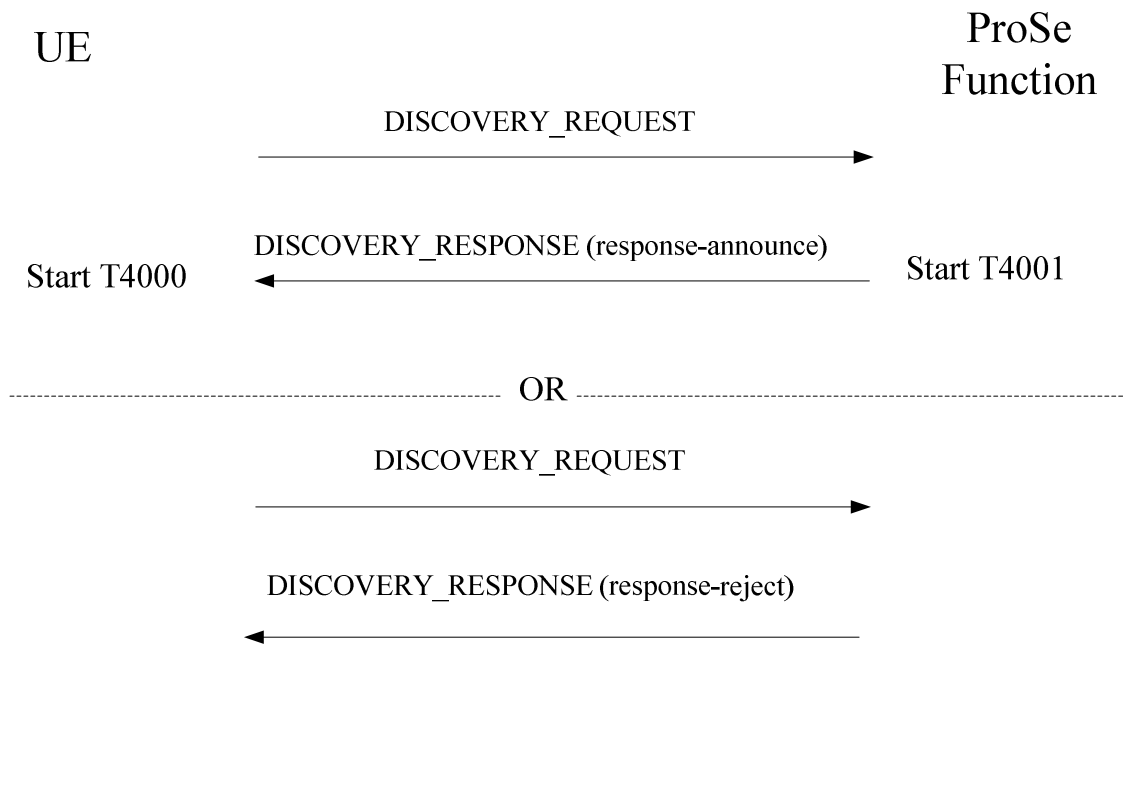 UE
ProSe
Function
DISCOVERY_REQUEST
DISCOVERY_RESPONSE (response-announce)
Start T4000
Start T4001
OR
DISCOVERY_REQUEST
DISCOVERY_RESPONSE (response-reject)